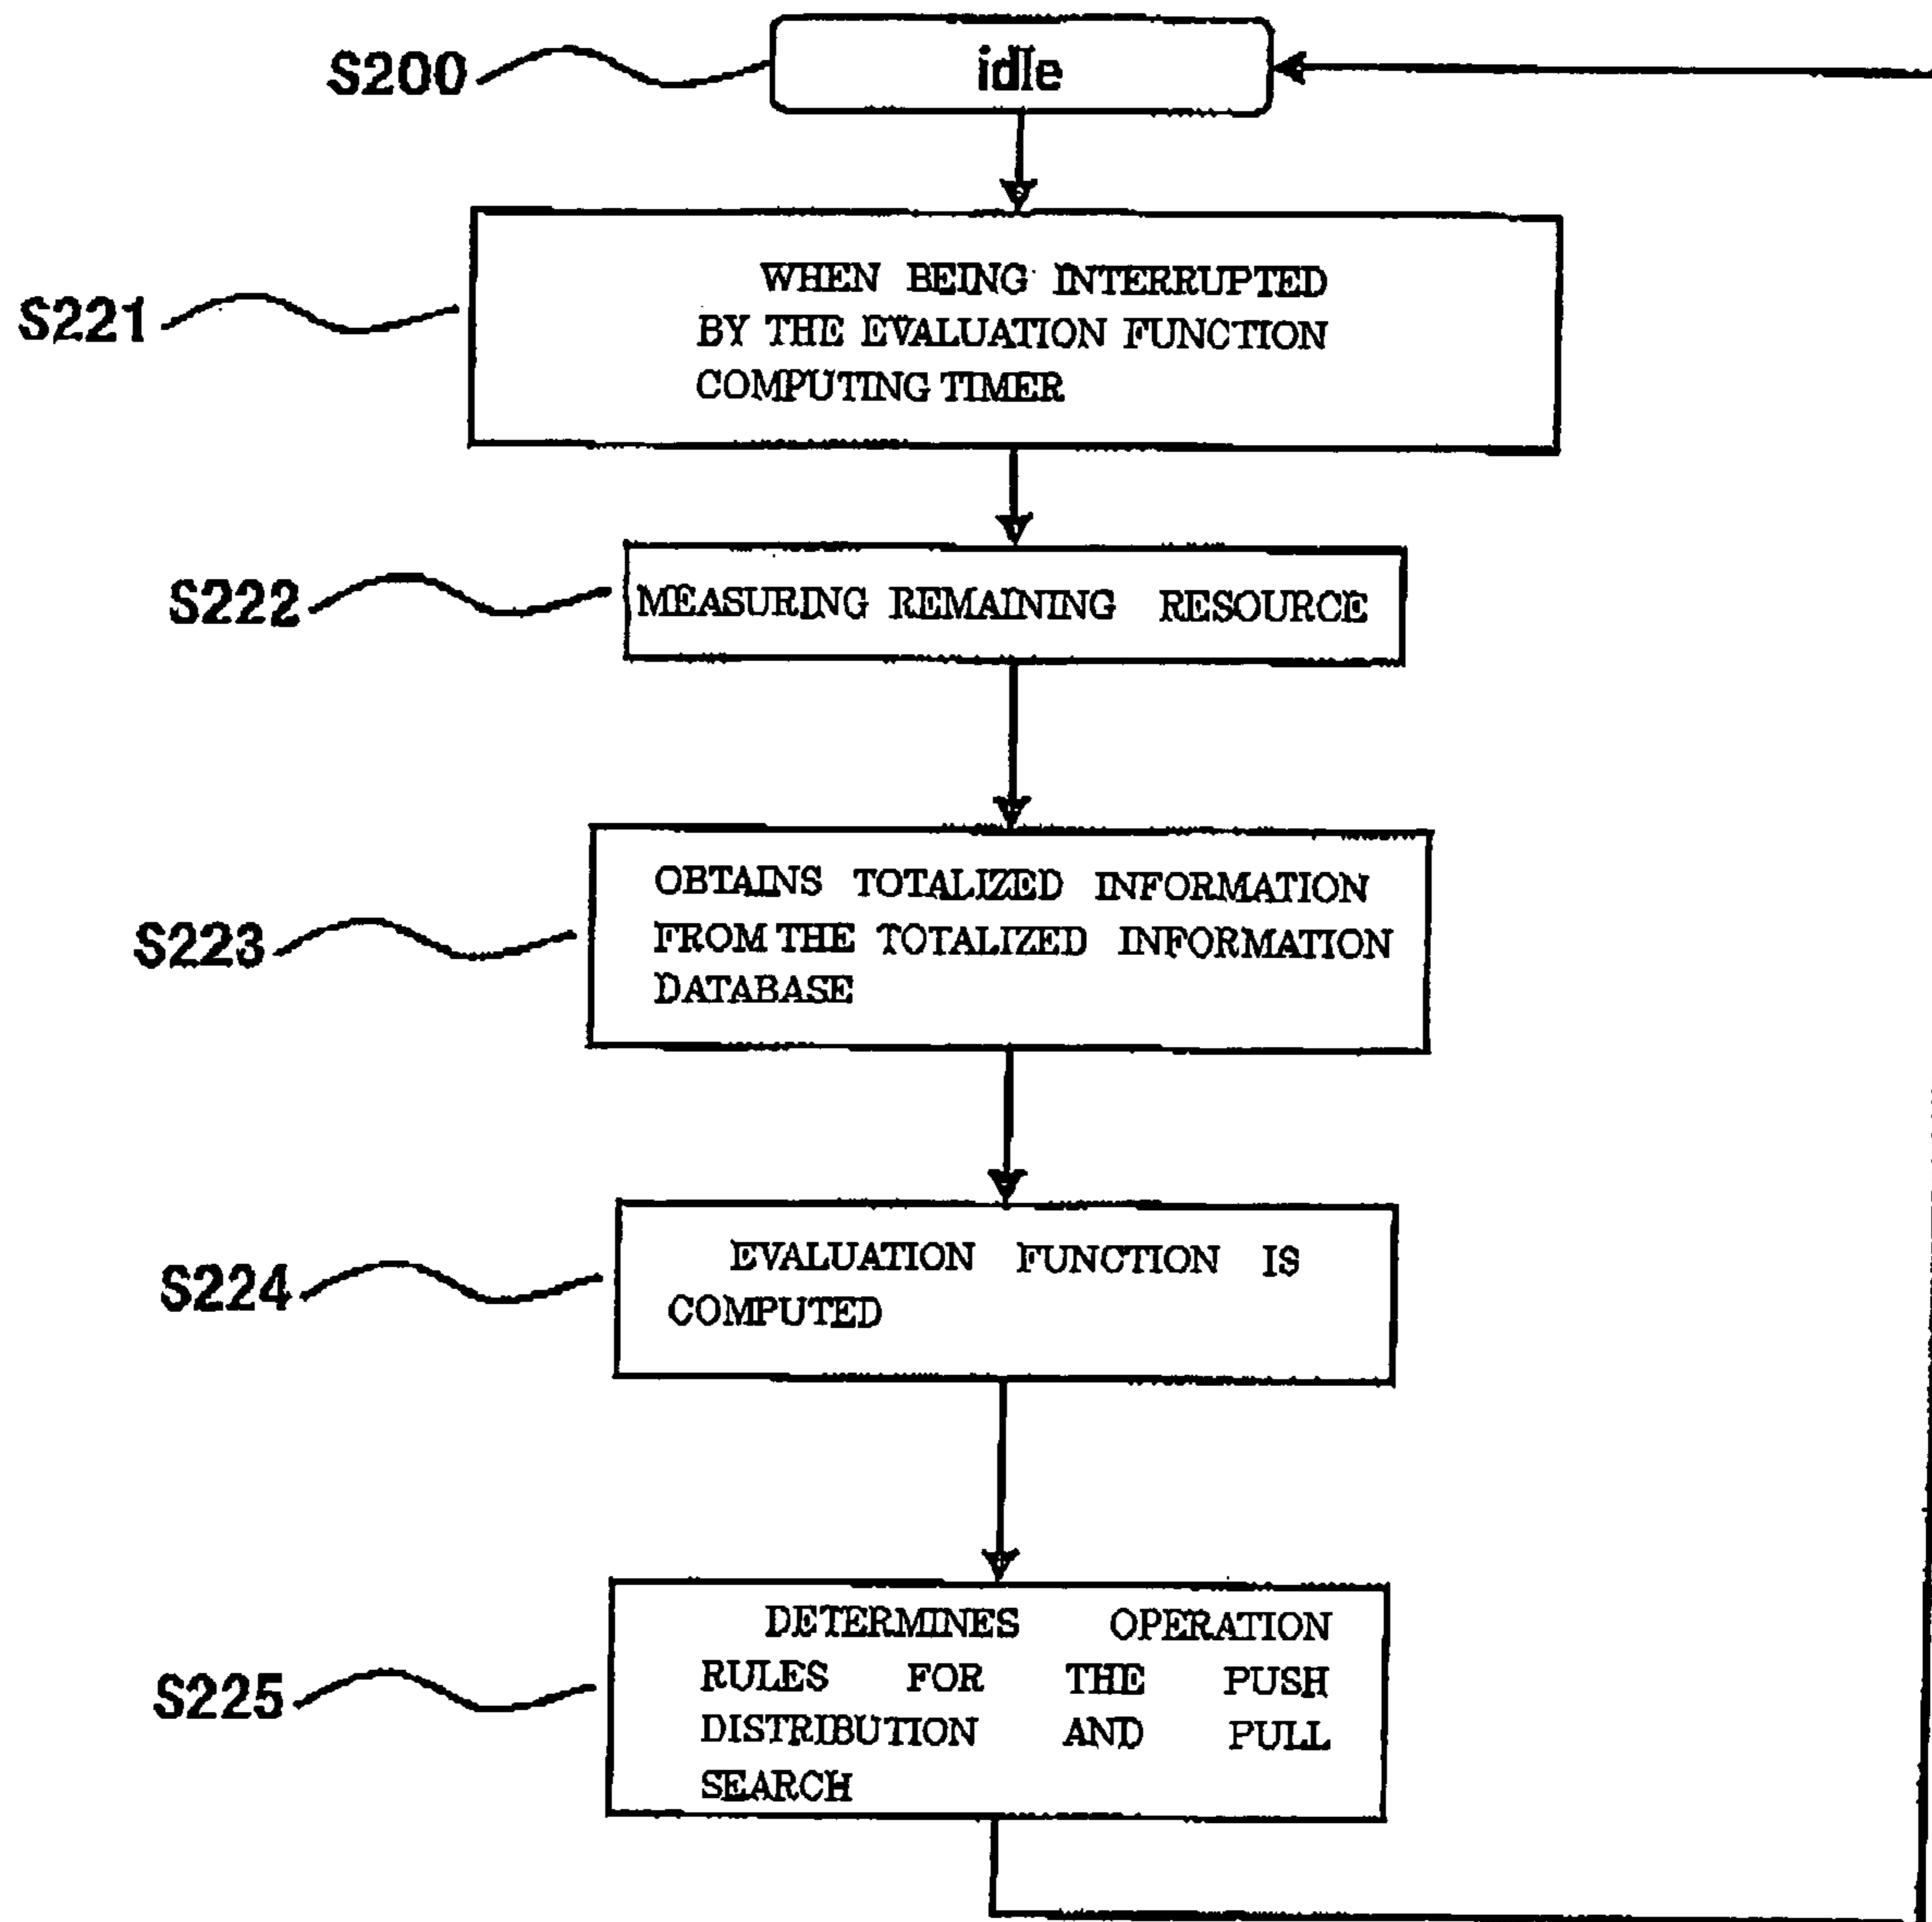 S200
idle
S221
WHEN BEING INTERRUPTED
BY THE EVALUATION FUNCTION
COMPUTING TIMER
S222
MEASURING REMAINING RESOURCE
S223
OBTAINS TOTALIZED INFORMATION
FROM THE TOTALIZED INFORMATION
DATABASE
S224
EVALUATION FUNCTION IS
COMPUTED
S225
DETERMINES OPERATION
RULES FOR THE PUSH
DISTRIBUTION AND PULL
SEARCH